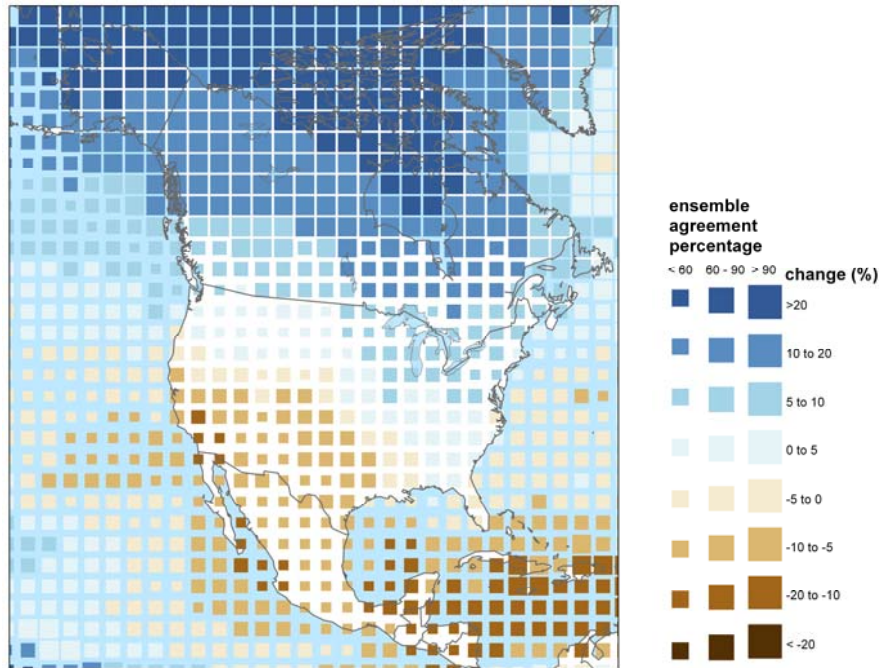 ensemble
agreement
percentage
< 60 60 - 90 > 90 change (%)
>20
10 to 20
5 to 10
0 to 5
-5 to 0
-10 to -5
-20 to -10
< -20